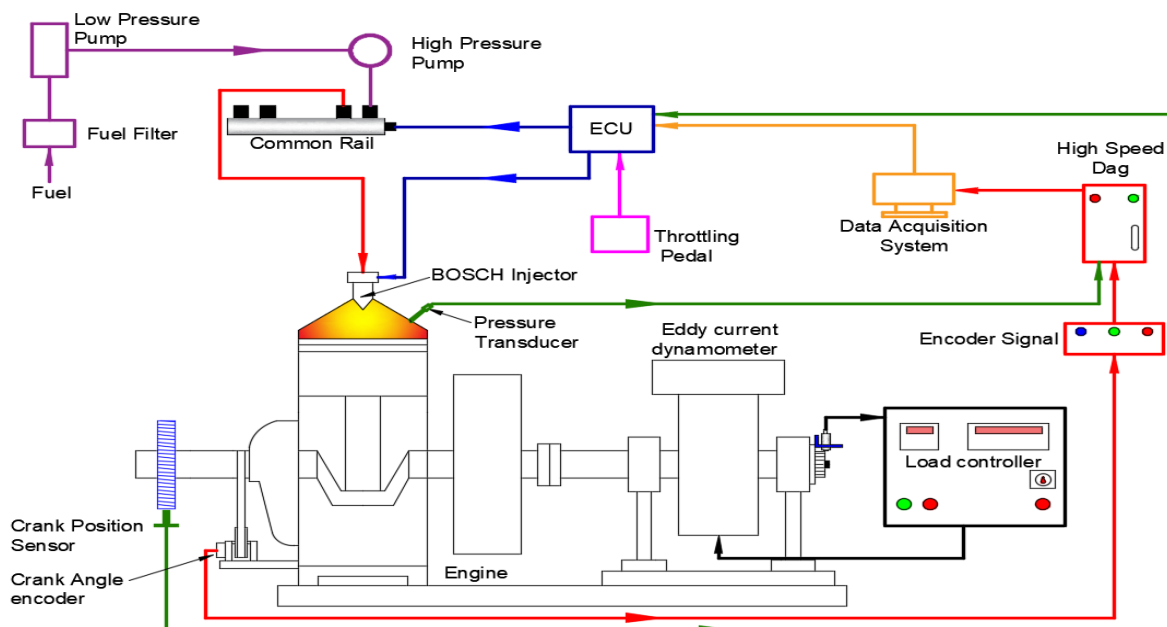 Low Pressure
Pump
High Pressure
Pump
Fuel Filter
Fuel
Common Rail
ECU
Throttling
Pedal
Data Acquisition
System
High Speed
Dag
BOSCH Injector
Pressure
Transducer
Eddy current
dynamometer
Encoder Signal
Load controller
Crank Position
Sensor
Crank Angle
encoder
Engine